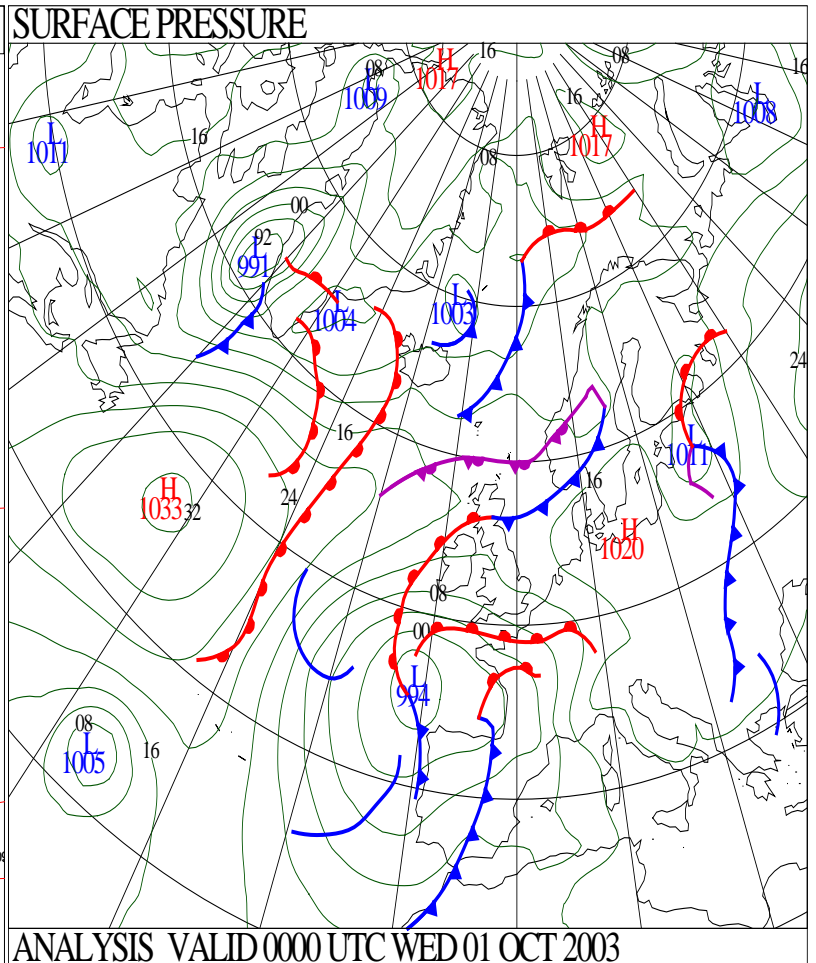 SURFACE PRESSURE
16
08
H
1017
08
L
1009
16
L
1008
16
H
1017
L
1011
16
08
00
92
L
991
L
1004
L
1003
24
16
L
1011
H
1033
32
24
16
H
1020
08
00
L
994
08
L
1005
16
ANALYSIS VALID 0000 UTC WED 01 OCT 2003